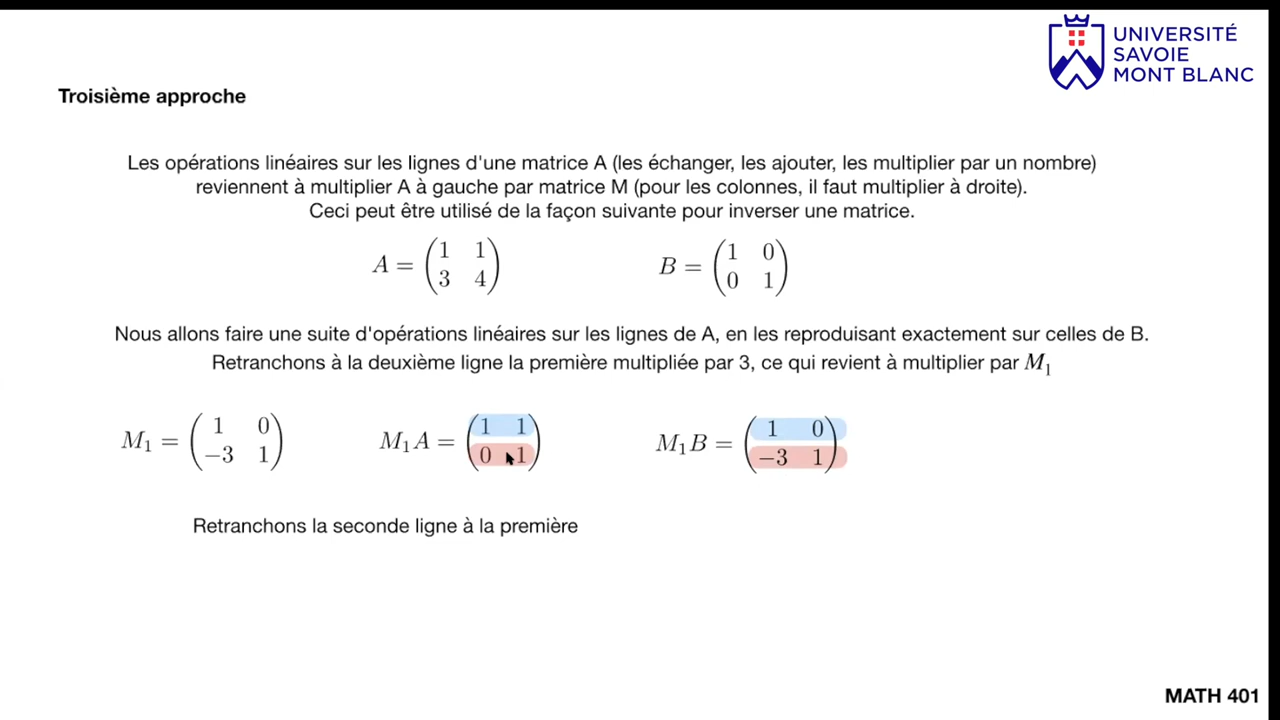 UNIVERSITÉ
SAVOIE
MONT BLANC
Troisième approche
Les opérations linéaires sur les lignes d'une matrice A (les échanger, les ajouter, les multiplier par un nombre)
reviennent à multiplier A à gauche par matrice M (pour les colonnes, il faut multiplier à droite).
Ceci peut être utilisé de la façon suivante pour inverser une matrice.
A = (1 1; 3 4) B = (1 0; 0 1)
Nous allons faire une suite d'opérations linéaires sur les lignes de A, en les reproduisant exactement sur celles de B.
Retranchons à la deuxième ligne la première multipliée par 3, ce qui revient à multiplier par M₁
M₁ = (1 0; −3 1) M₁A = (1 1; 0 1) M₁B = (1 0; −3 1)
Retranchons la seconde ligne à la première
MATH 401